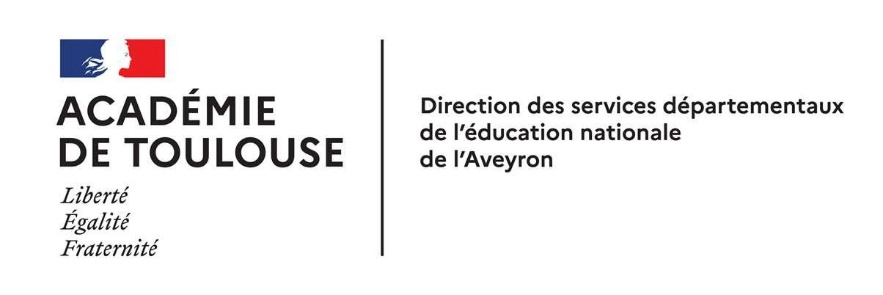 ACADÉMIE
DE TOULOUSE
Liberté
Égalité
Fraternité
Direction des services départementaux
de l'éducation nationale
de l'Aveyron